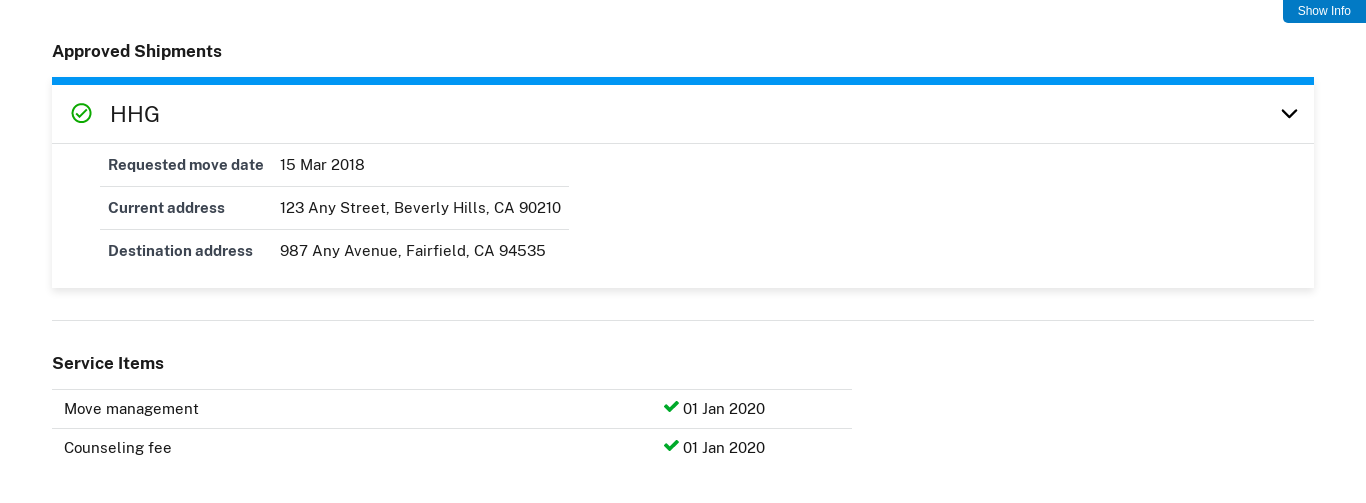 Show Info
Approved Shipments
HHG
Requested move date 15 Mar 2018
Current address 123 Any Street, Beverly Hills, CA 90210
Destination address 987 Any Avenue, Fairfield, CA 94535
Service Items
Move management 01 Jan 2020
Counseling fee 01 Jan 2020